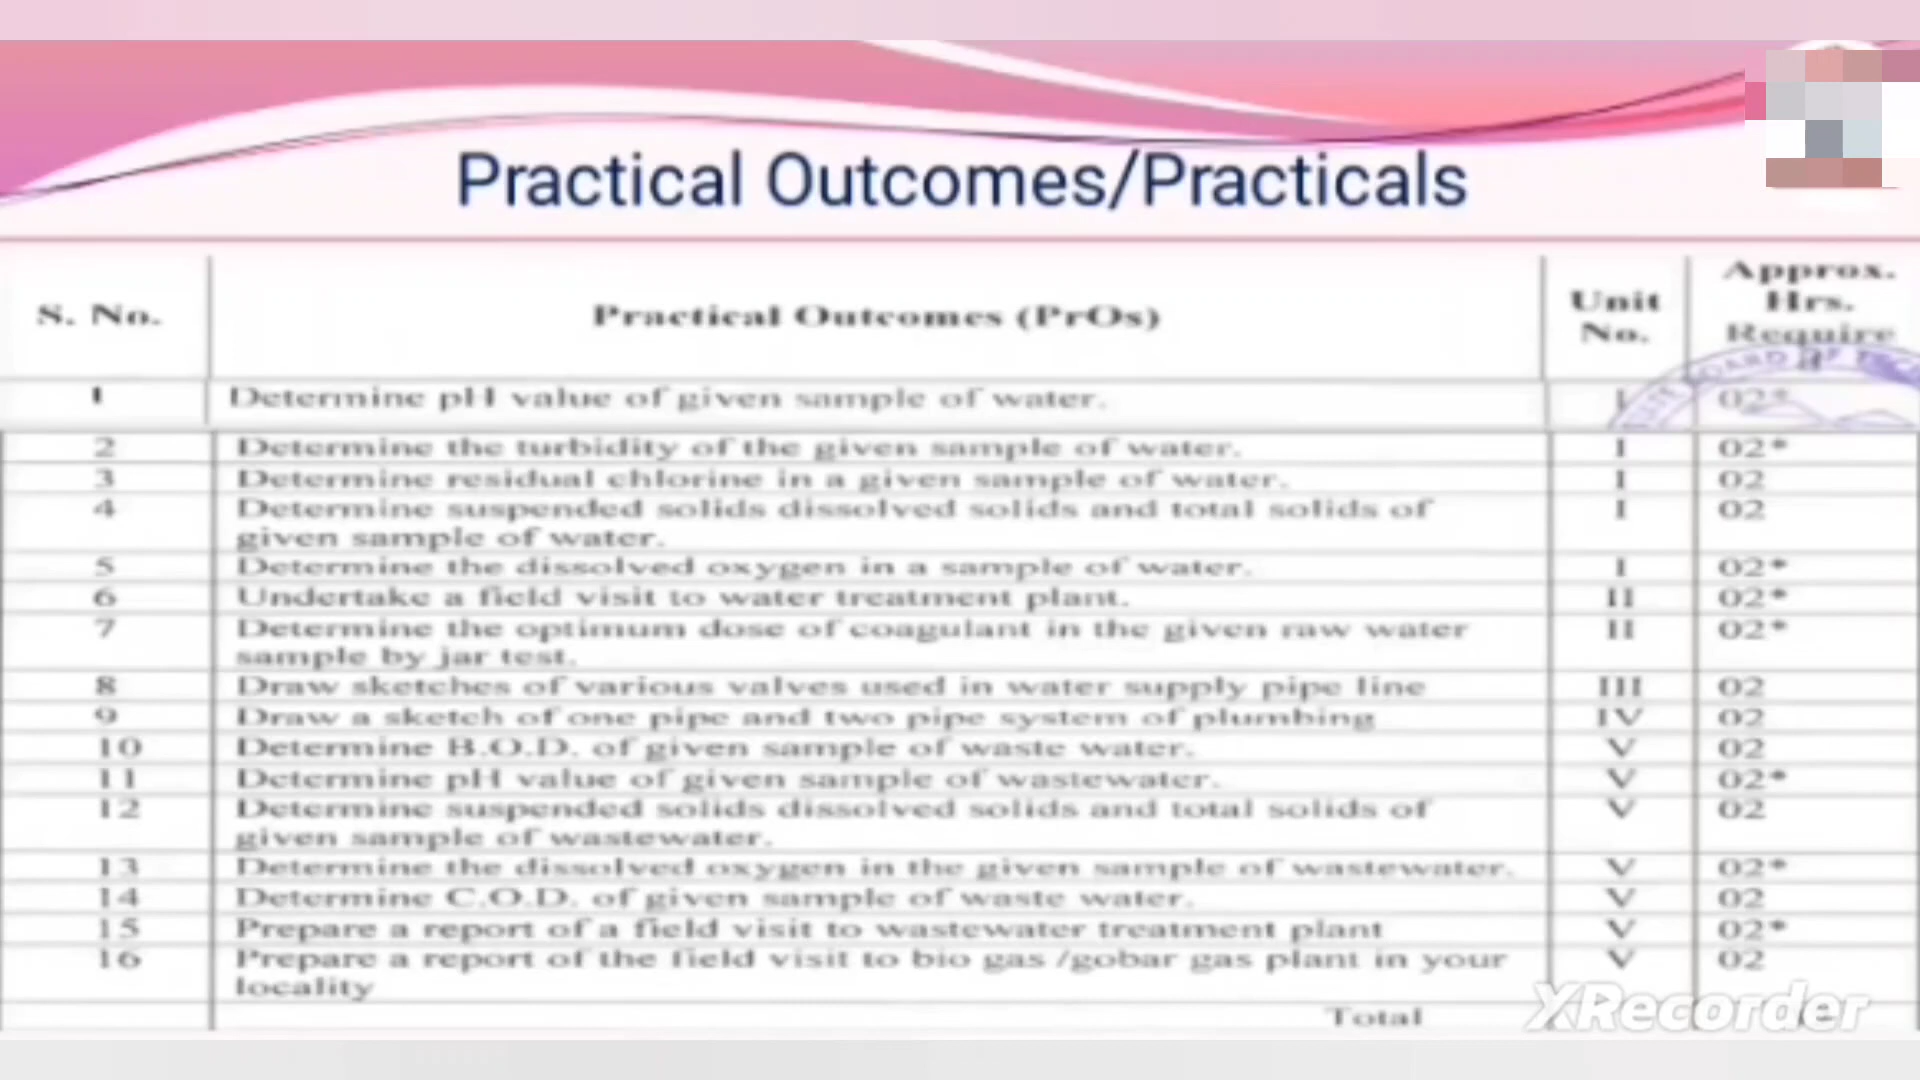 Practical Outcomes/Practicals
S. No. Practical Outcomes (PrOs) Unit No. Approx. Hrs. Require d
1 Determine pH value of given sample of water. I 02*
2 Determine the turbidity of the given sample of water. I 02*
3 Determine residual chlorine in a given sample of water. I 02
4 Determine suspended solids dissolved solids and total solids of I 02
given sample of water.
5 Determine the dissolved oxygen in a sample of water. I 02*
6 Undertake a field visit to water treatment plant. II 02*
7 Determine the optimum dose of coagulant in the given raw water II 02*
sample by jar test.
8 Draw sketches of various valves used in water supply pipe line III 02
9 Draw a sketch of one pipe and two pipe system of plumbing IV 02
10 Determine B.O.D. of given sample of waste water. V 02
11 Determine pH value of given sample of wastewater. V 02*
12 Determine suspended solids dissolved solids and total solids of V 02
given sample of wastewater.
13 Determine the dissolved oxygen in the given sample of wastewater. V 02*
14 Determine C.O.D. of given sample of waste water. V 02
15 Prepare a report of a field visit to wastewater treatment plant V 02*
16 Prepare a report of the field visit to bio gas /gobar gas plant in your V 02
locality
Total
XRecorder
BOARD OF